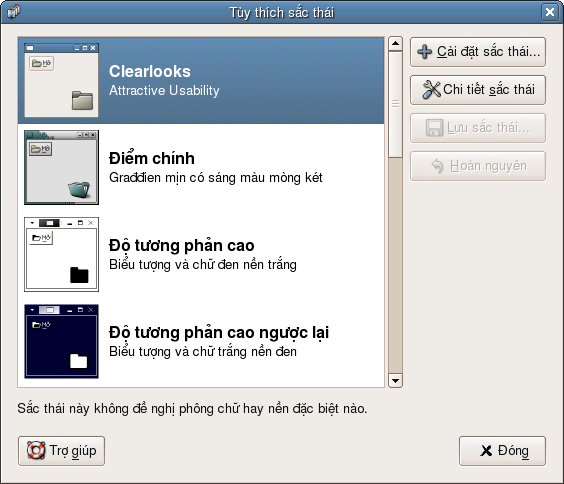 Tùy thích sắc thái
Clearlooks
Attractive Usability
Điểm chính
Građđien mịn có sáng màu mòng két
Độ tương phản cao
Biểu tượng và chữ đen nền trắng
Độ tương phản cao ngược lại
Biểu tượng và chữ trắng nền đen
Cài đặt sắc thái...
Chi tiết sắc thái
Lưu sắc thái...
Hoàn nguyên
Sắc thái này không đề nghị phông chữ hay nền đặc biệt nào.
Trợ giúp
Đóng